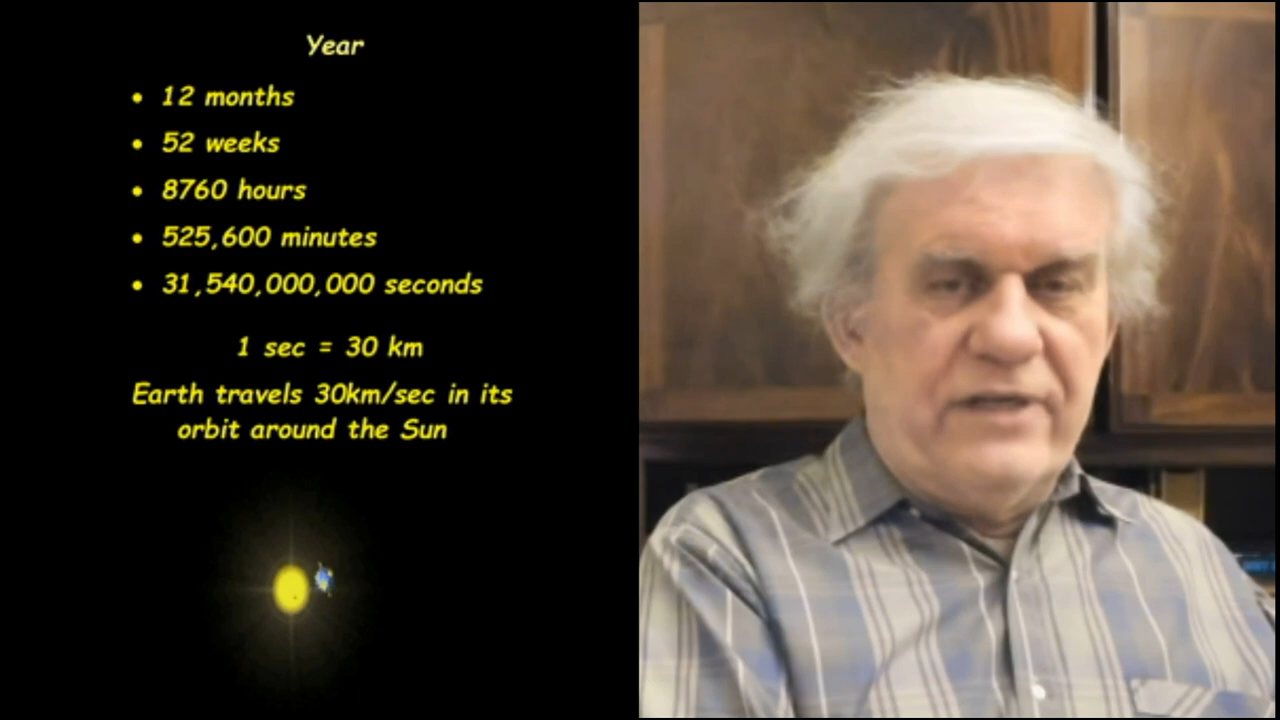 Year
• 12 months
• 52 weeks
• 8760 hours
• 525,600 minutes
• 31,540,000,000 seconds
1 sec = 30 km
Earth travels 30km/sec in its
orbit around the Sun